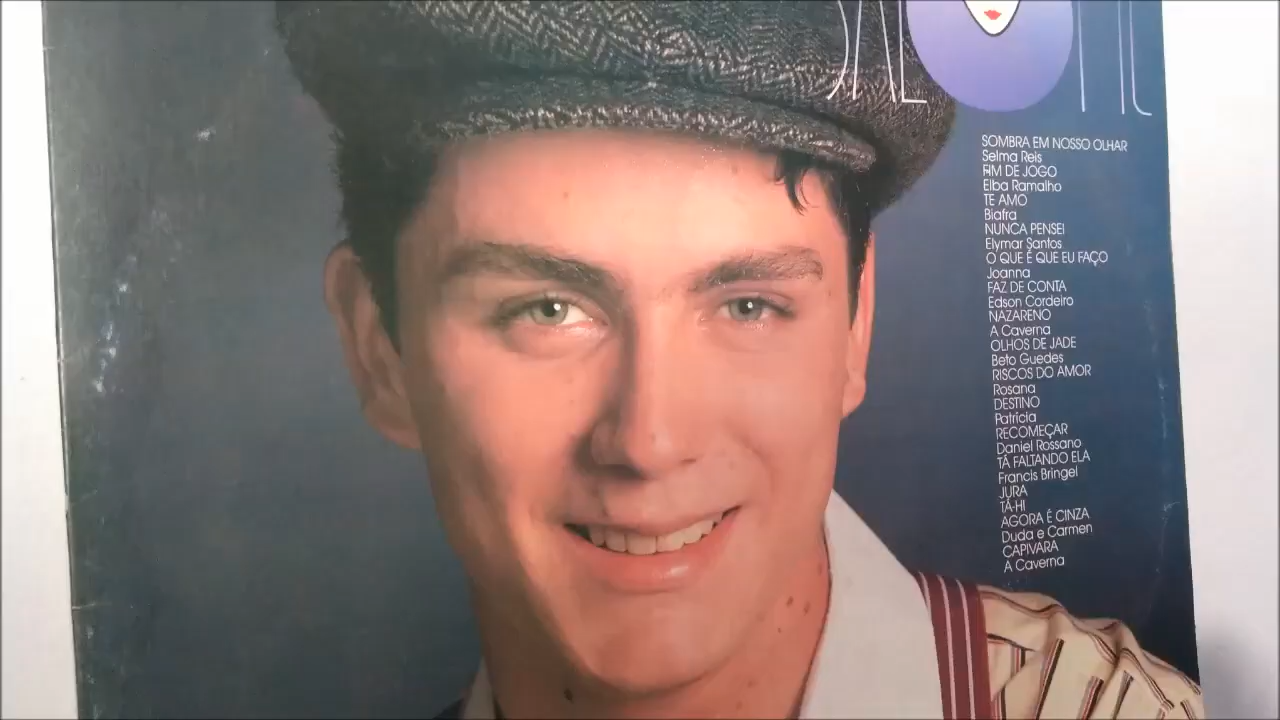 SOMBRA EM NOSSO OLHAR
Selma Reis
FIM DE JOGO
Elba Ramalho
TE AMO
Biafra
NUNCA PENSEI
Elymar Santos
O QUE É QUE EU FAÇO
Joanna
FAZ DE CONTA
Edson Cordeiro
NAZARENO
A Caverna
OLHOS DE JADE
Beto Guedes
RISCOS DO AMOR
Rosana
DESTINO
Patricia
RECOMEÇAR
Daniel Rossano
TÁ FALTANDO ELA
Francis Bringel
JURA
TÁ-HI
AGORA É CINZA
Duda e Carmen
CAPIVARA
A Caverna